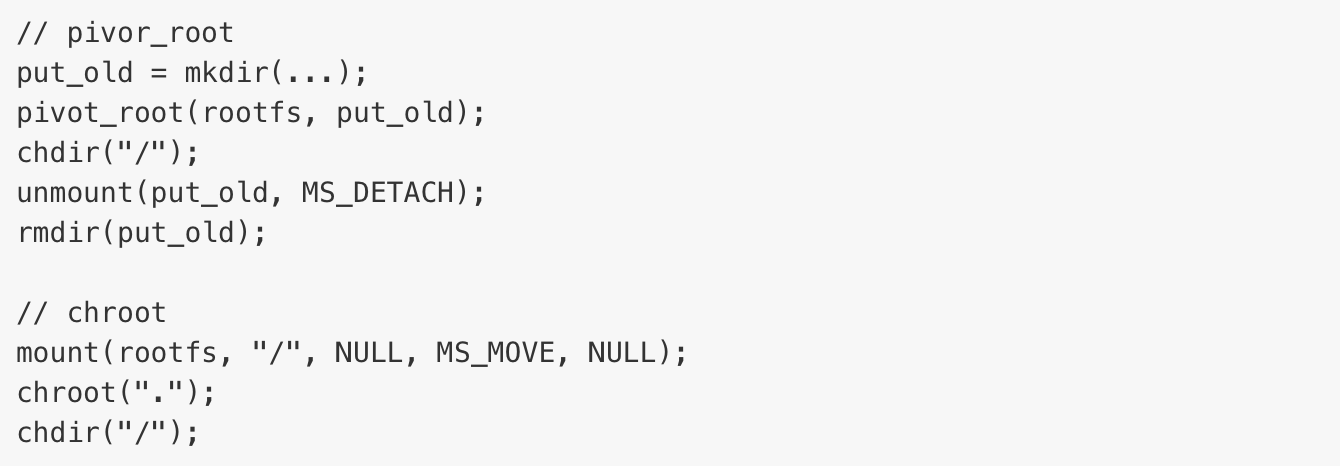 // pivor_root
put_old = mkdir(...);
pivot_root(rootfs, put_old);
chdir("/");
unmount(put_old, MS_DETACH);
rmdir(put_old);

// chroot
mount(rootfs, "/", NULL, MS_MOVE, NULL);
chroot(".");
chdir("/");